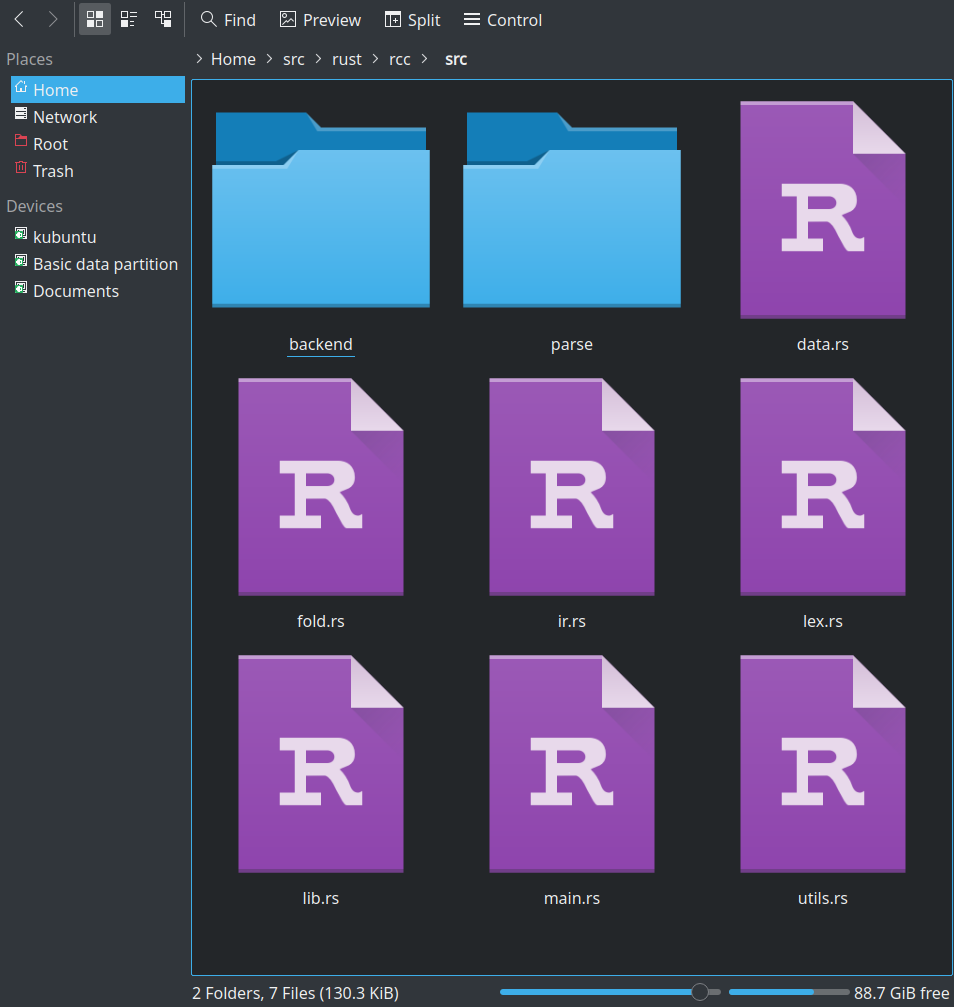 Find Preview Split Control
Places
Home
Network
Root
Trash
Devices
kubuntu
Basic data partition
Documents
> Home > src > rust > rcc > src
backend parse data.rs
R
R R R
fold.rs ir.rs lex.rs
R R R
lib.rs main.rs utils.rs
2 Folders, 7 Files (130.3 KiB) 88.7 GiB free